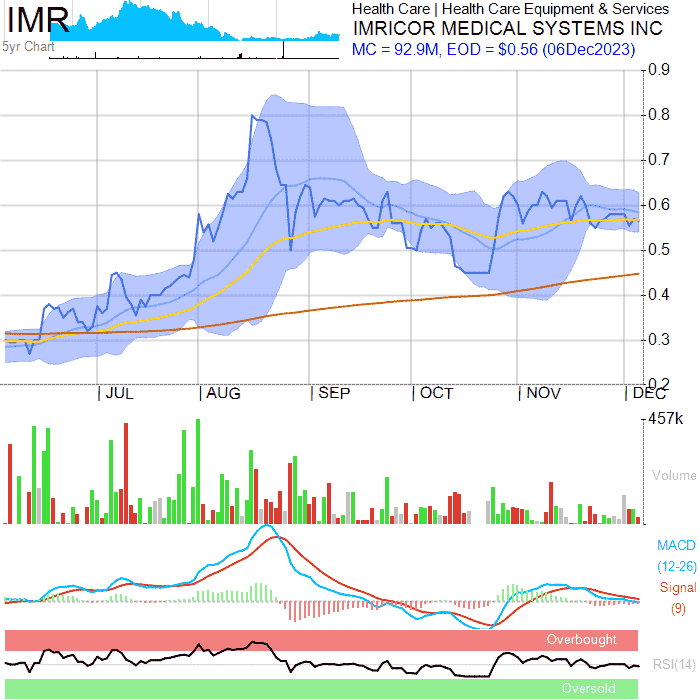 IMR
5yr Chart
Health Care | Health Care Equipment & Services
IMRICOR MEDICAL SYSTEMS INC
MC = 92.9M, EOD = $0.56 (06Dec2023)
0.9
0.8
0.7
0.6
0.5
0.4
0.3
0.2
| JUL | AUG | SEP | OCT | NOV | DEC
457k
Volume
MACD
(12-26)
Signal
(9)
Overbought
RSI(14)
Oversold